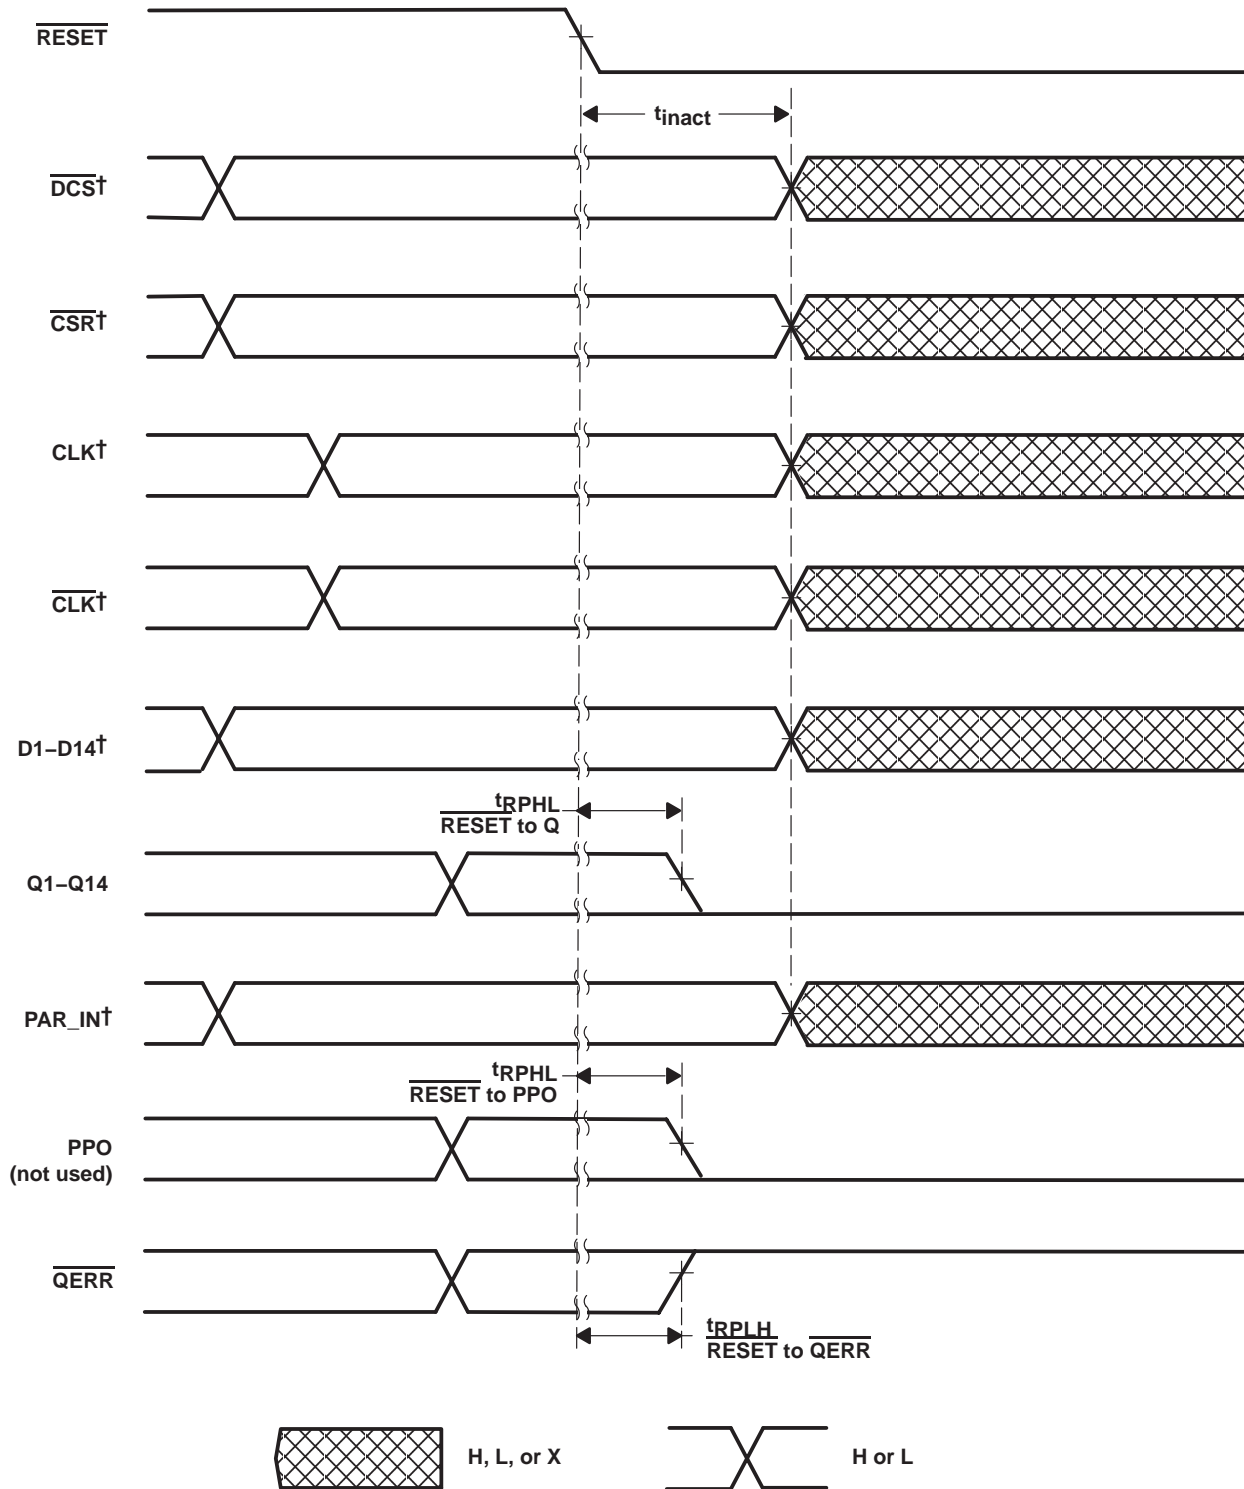 RESET
tinact
DCS†
CSR†
CLK†
CLK†
D1–D14†
tRPHL
RESET to Q
Q1–Q14
PAR_IN†
tRPHL
RESET to PPO
PPO
(not used)
QERR
tRPLH
RESET to QERR
H, L, or X
H or L